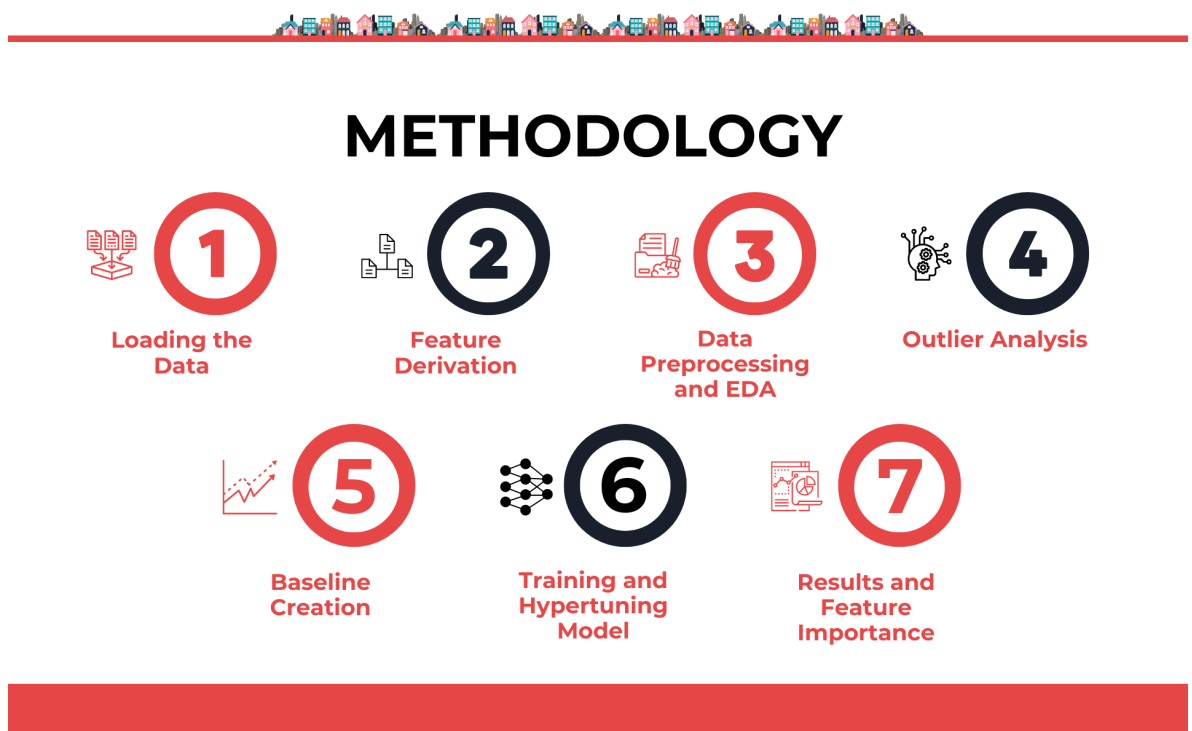 METHODOLOGY
1
2
3
4
Loading the
Data
Feature
Derivation
Data
Preprocessing
and EDA
Outlier Analysis
5
6
7
Baseline
Creation
Training and
Hypertuning
Model
Results and
Feature
Importance